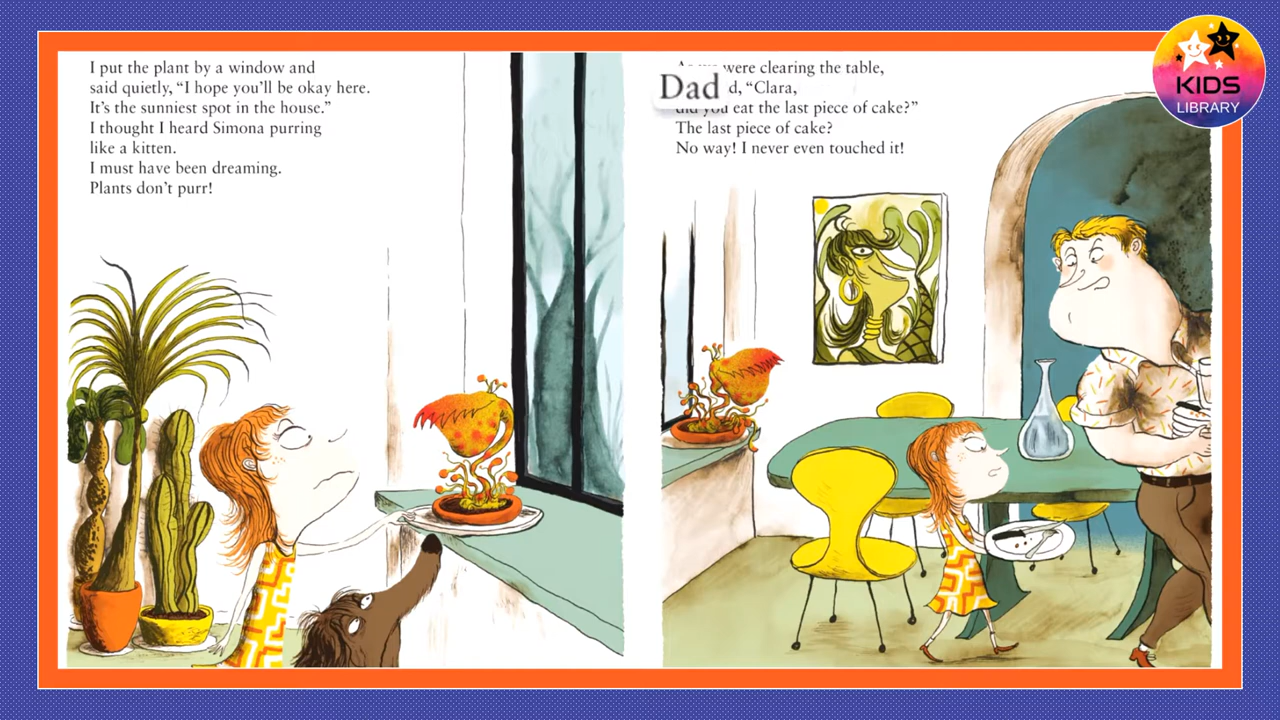 I put the plant by a window and
said quietly, “I hope you’ll be okay here.
It’s the sunniest spot in the house.”
I thought I heard Simona purring
like a kitten.
I must have been dreaming.
Plants don’t purr!
were clearing the table,
Dad d, “Clara,
did you eat the last piece of cake?”
The last piece of cake?
No way! I never even touched it!
KIDS
LIBRARY